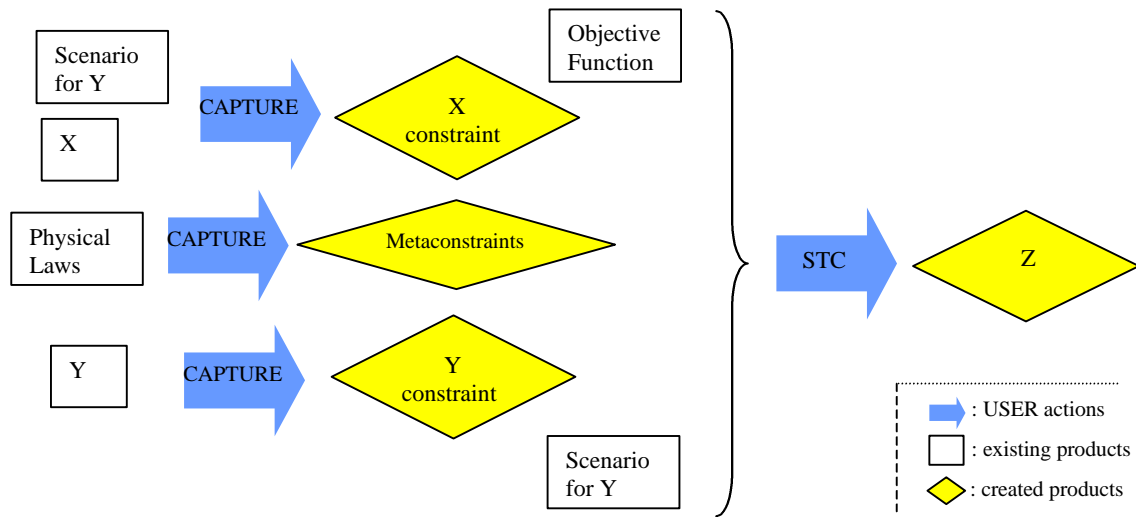 Scenario
for Y
X
CAPTURE
X
constraint
Objective
Function
Physical
Laws
CAPTURE
Metaconstraints
Y
CAPTURE
Y
constraint
Scenario
for Y
STC
Z
: USER actions
: existing products
: created products